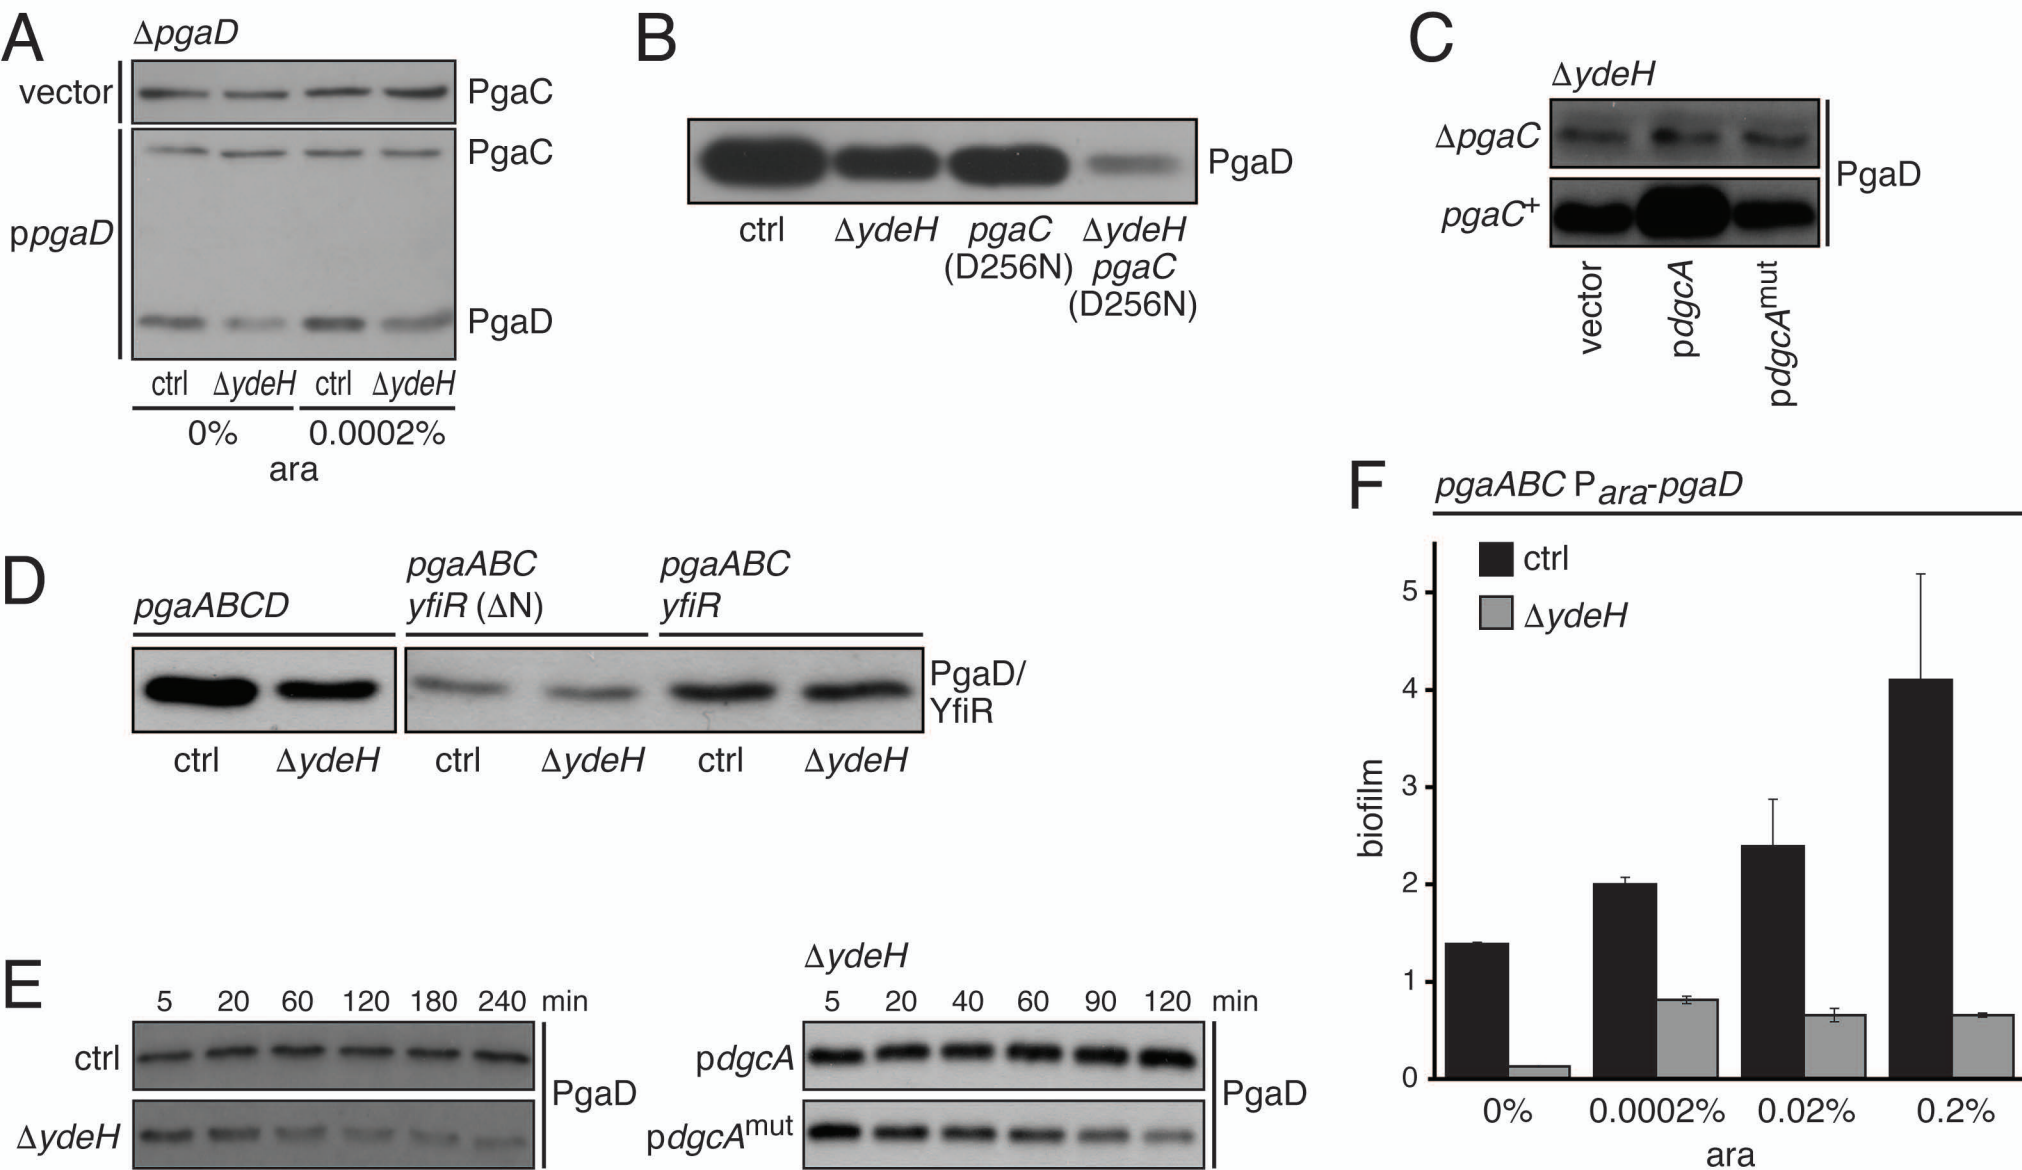 A
ΔpgaD
vector
PgaC
PgaC
ppgaD
PgaD
ctrl ΔydeH ctrl ΔydeH
0% 0.0002%
ara
B
PgaD
ctrl ΔydeH pgaC ΔydeH
(D256N) pgaC
(D256N)
C
ΔydeH
ΔpgaC
PgaD
pgaC+
vector
pdgcA
pdgcAmut
D
pgaABCD
pgaABC
yfiR (ΔN)
pgaABC
yfiR
PgaD/
YfiR
ctrl ΔydeH ctrl ΔydeH ctrl ΔydeH
E
5 20 60 120 180 240 min
ctrl
PgaD
ΔydeH
ΔydeH
5 20 40 60 90 120 min
pdgcA
PgaD
pdgcAmut
F
pgaABC Para-pgaD
ctrl
ΔydeH
5
4
3
2
1
0
biofilm
0% 0.0002% 0.02% 0.2%
ara